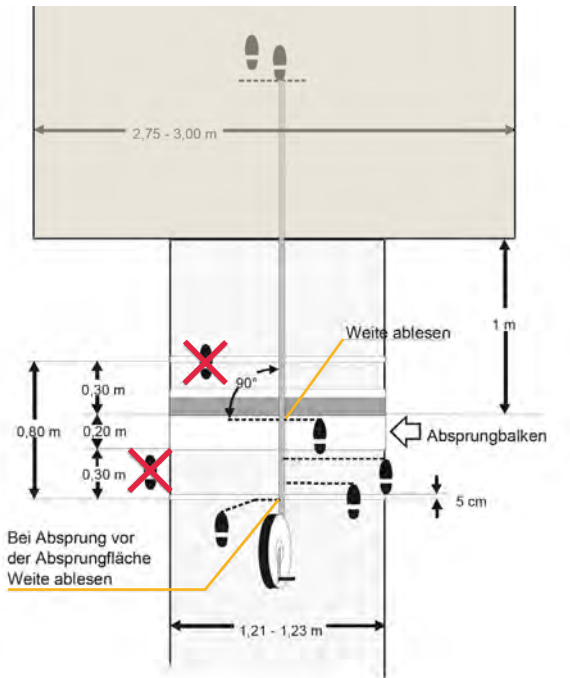 2,75 - 3,00 m
Weite ablesen
1 m
90°
0,30 m
0,80 m
0,20 m
Absprungbalken
0,30 m
5 cm
Bei Absprung vor
der Absprungfläche
Weite ablesen
1,21 - 1,23 m